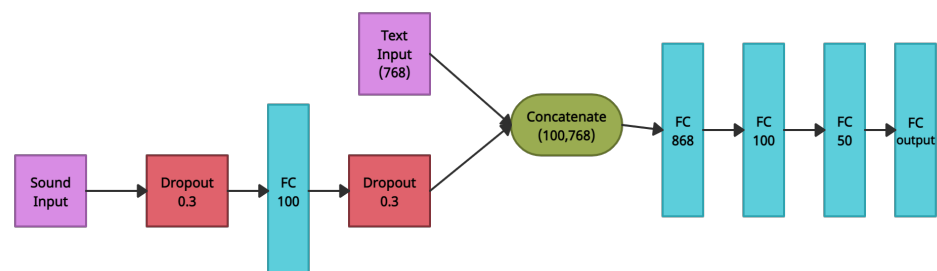 Text
Input
(768)
Concatenate
(100,768)
FC
868
FC
100
FC
50
FC
output
Sound
Input
Dropout
0.3
FC
100
Dropout
0.3